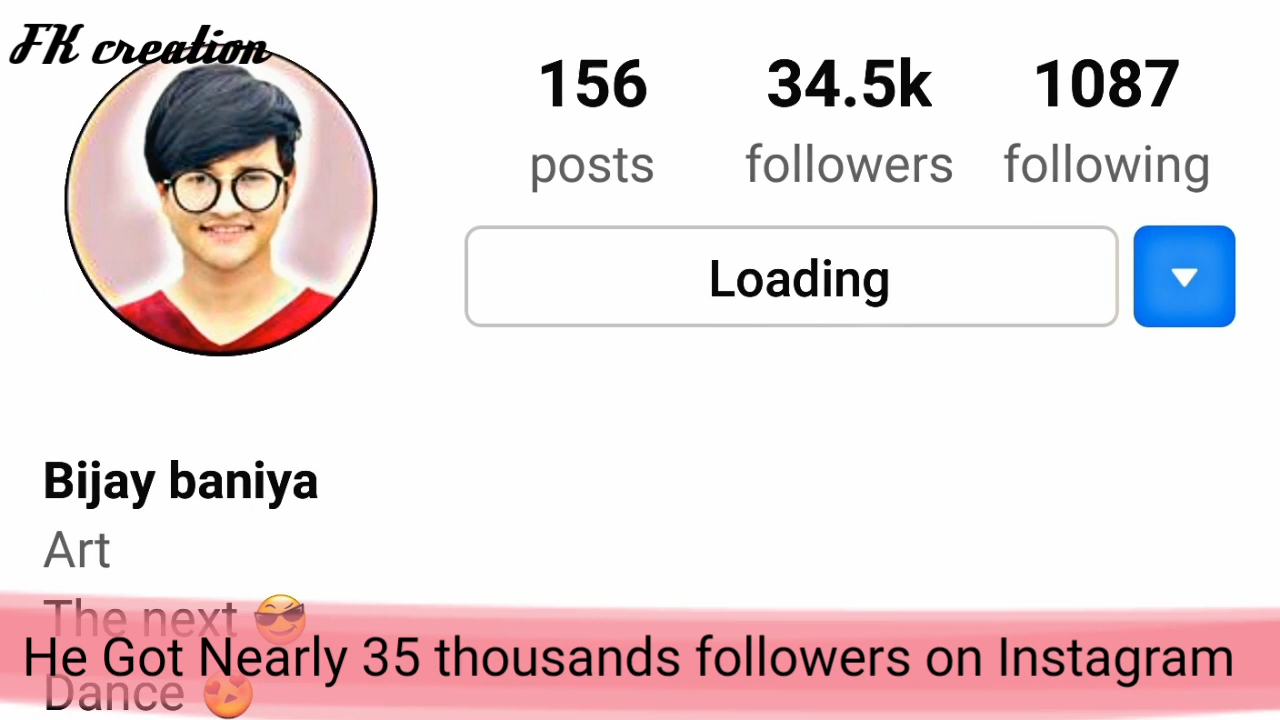 FK creation
156 34.5k 1087
posts followers following
Loading
Bijay baniya
Art
The next 😎
He Got Nearly 35 thousands followers on Instagram
Dance 😍